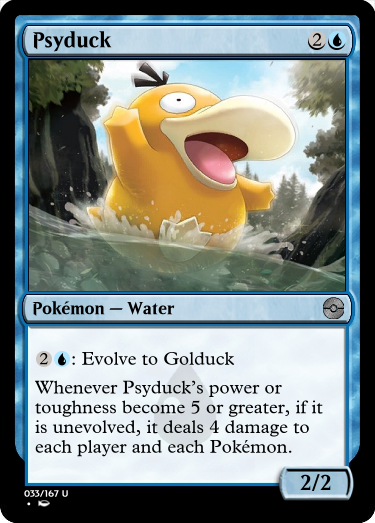 Psyduck 2
Pokémon — Water
2 : Evolve to Golduck
Whenever Psyduck's power or
toughness become 5 or greater, if it
is unevolved, it deals 4 damage to
each player and each Pokémon.
2/2
033/167 U